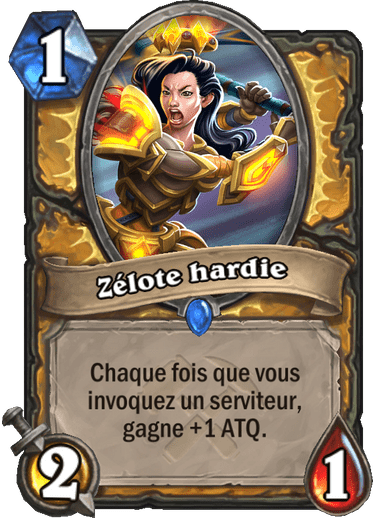 1
Zélote hardie
Chaque fois que vous
invoquez un serviteur,
gagne +1 ATQ.
2
1